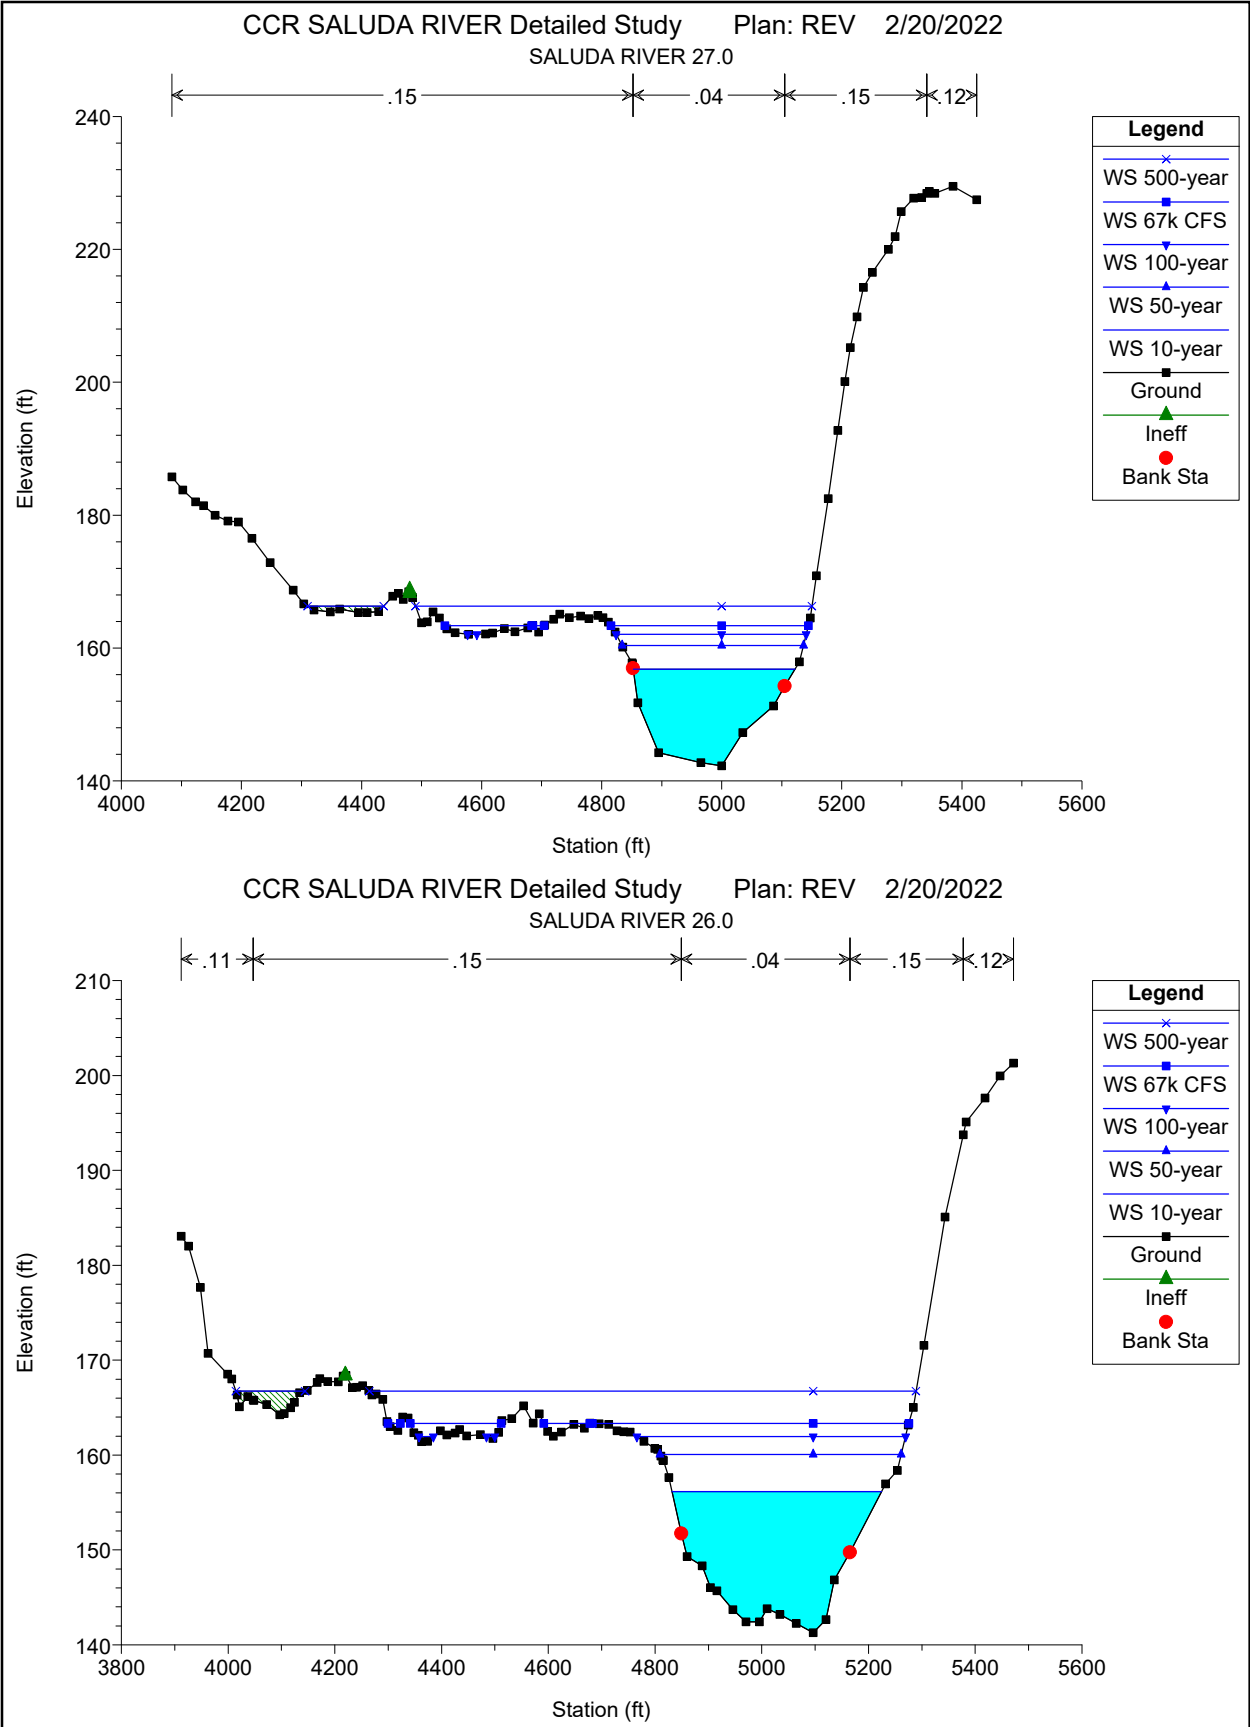 CCR SALUDA RIVER Detailed Study Plan: REV 2/20/2022
SALUDA RIVER 27.0
.15 .04 .15 .12
240
220
200
180
160
140
Elevation (ft)
4000 4200 4400 4600 4800 5000 5200 5400 5600
Station (ft)
Legend
WS 500-year
WS 67k CFS
WS 100-year
WS 50-year
WS 10-year
Ground
Ineff
Bank Sta
CCR SALUDA RIVER Detailed Study Plan: REV 2/20/2022
SALUDA RIVER 26.0
.11 .15 .04 .15 .12
210
200
190
180
170
160
150
140
Elevation (ft)
3800 4000 4200 4400 4600 4800 5000 5200 5400 5600
Station (ft)
Legend
WS 500-year
WS 67k CFS
WS 100-year
WS 50-year
WS 10-year
Ground
Ineff
Bank Sta